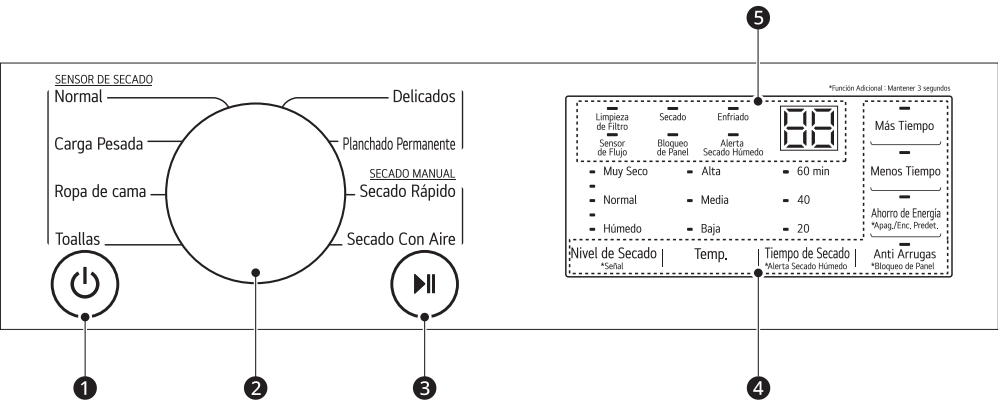 5
SENSOR DE SECADO
Normal
Delicados
Carga Pesada
Planchado Permanente
SECADO MANUAL
Ropa de cama
Secado Rápido
Toallas
Secado Con Aire
*Función Adicional : Mantener 3 segundos
Limpieza
de Filtro
Secado
Enfriado
88
Sensor
de Flujo
Bloqueo
de Panel
Alerta
Secado Húmedo
Muy Seco
Alta
60 min
Normal
Media
40
Húmedo
Baja
20
Nivel de Secado
*Señal
Temp.
Tiempo de Secado
*Alerta Secado Húmedo
Más Tiempo
Menos Tiempo
Ahorro de Energía
*Apag./Enc. Predet.
Anti Arrugas
*Bloqueo de Panel
1
2
3
4